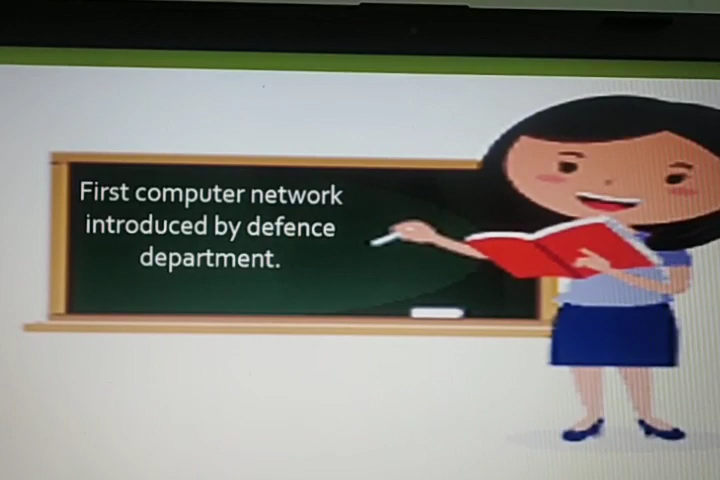 First computer network
introduced by defence
department.